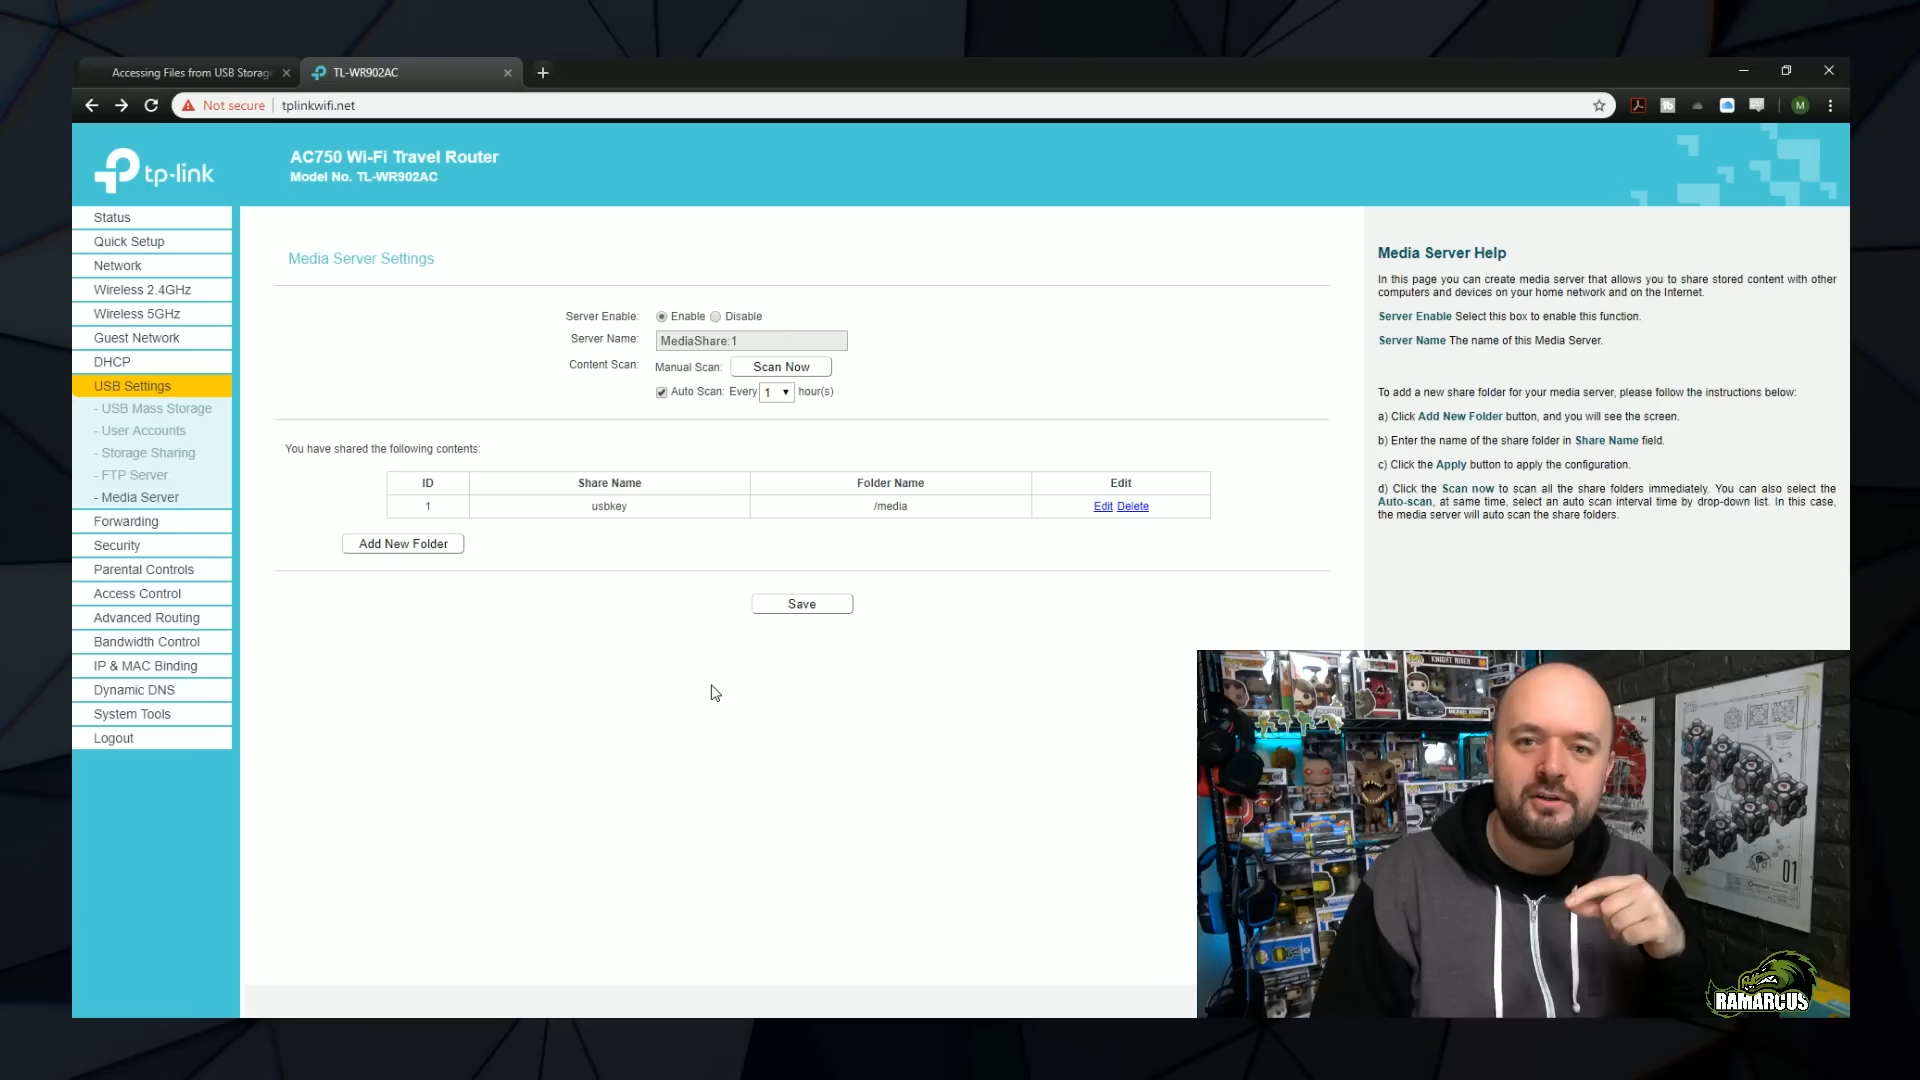 Accessing Files from USB Storag
TL-WR902AC
Not secure
tplinkwifi.net
M
tp-link
AC750 Wi-Fi Travel Router
Model No. TL-WR902AC
Status
Quick Setup
Network
Wireless 2.4GHz
Wireless 5GHz
Guest Network
DHCP
USB Settings
- USB Mass Storage
- User Accounts
- Storage Sharing
- FTP Server
- Media Server
Forwarding
Security
Parental Controls
Access Control
Advanced Routing
Bandwidth Control
IP & MAC Binding
Dynamic DNS
System Tools
Logout
Media Server Settings
Server Enable: Enable Disable
Server Name: MediaShare:1
Content Scan: Manual Scan: Scan Now
Auto Scan: Every 1 hour(s)
You have shared the following contents:
ID Share Name Folder Name Edit
1 usbkey /media Edit Delete
Add New Folder
Save
Media Server Help
In this page you can create media server that allows you to share stored content with other
computers and devices on your home network and on the Internet.
Server Enable Select this box to enable this function.
Server Name The name of this Media Server.
To add a new share folder for your media server, please follow the instructions below:
a) Click Add New Folder button, and you will see the screen.
b) Enter the name of the share folder in Share Name field.
c) Click the Apply button to apply the configuration.
d) Click the Scan now to scan all the share folders immediately. You can also select the
Auto-scan, at same time, select an auto scan interval time by drop-down list. In this case,
the media server will auto scan the share folders.
KNIGHT RIDER
01
RAMARCUS